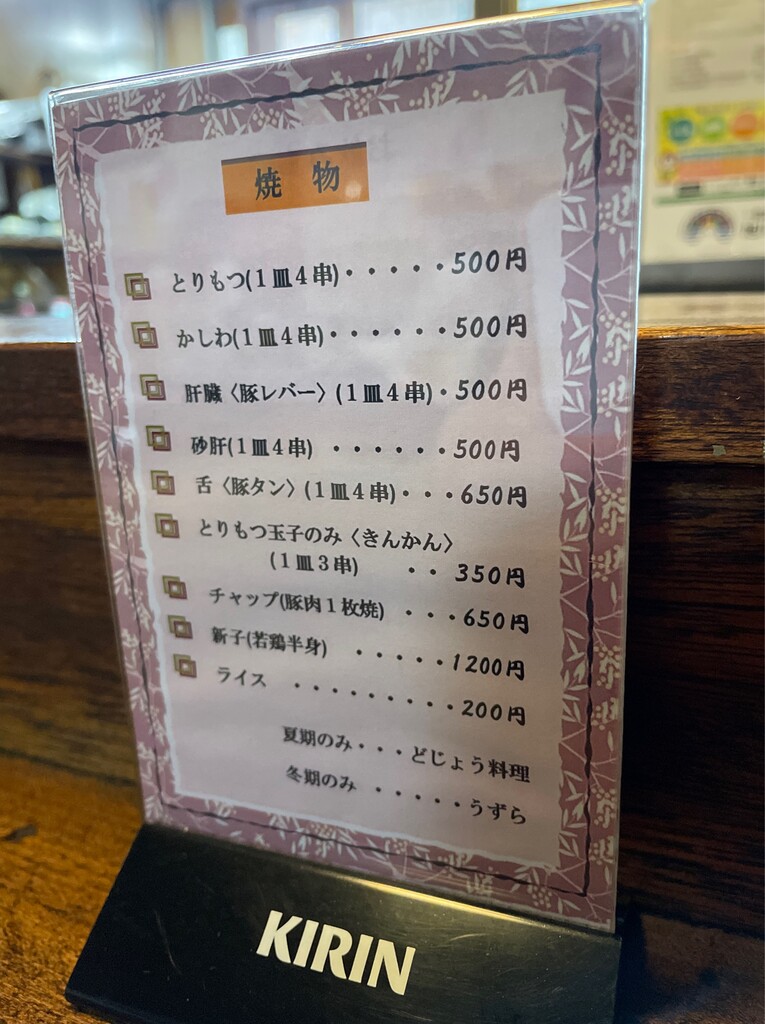 焼 物
とりもつ(1皿4串)・・・・・500円
かしわ(1皿4串)・・・・・・500円
肝臓〈豚レバー〉(1皿4串)・500円
砂肝(1皿4串) ・・・・・・500円
舌〈豚タン〉(1皿4串)・・・650円
とりもつ玉子のみ〈きんかん〉
(1皿3串) ・・350円
チャップ(豚肉1枚焼) ・・・650円
新子(若鶏半身) ・・・・・1200円
ライス ・・・・・・・・・200円
夏期のみ・・・どじょう料理
冬期のみ ・・・・・うずら
KIRIN